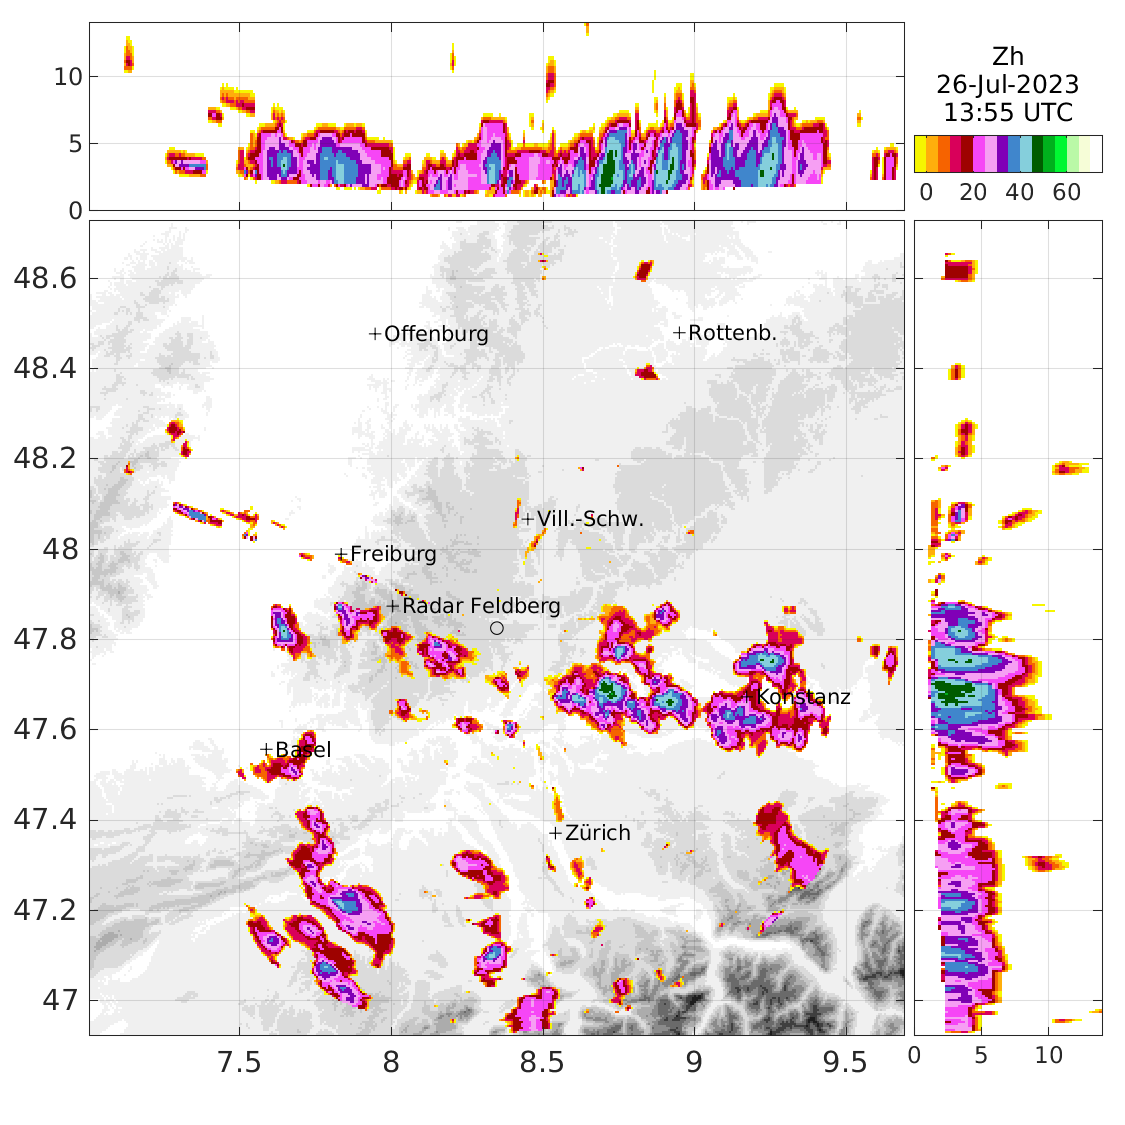 10
5
0
Zh
26-Jul-2023
13:55 UTC
0 20 40 60
48.6
48.4
48.2
48
47.8
47.6
47.4
47.2
47
+Offenburg
+Rottenb.
+Vill.-Schw.
+Freiburg
+Radar Feldberg
+Konstanz
+Basel
+Zürich
7.5 8 8.5 9 9.5
0 5 10